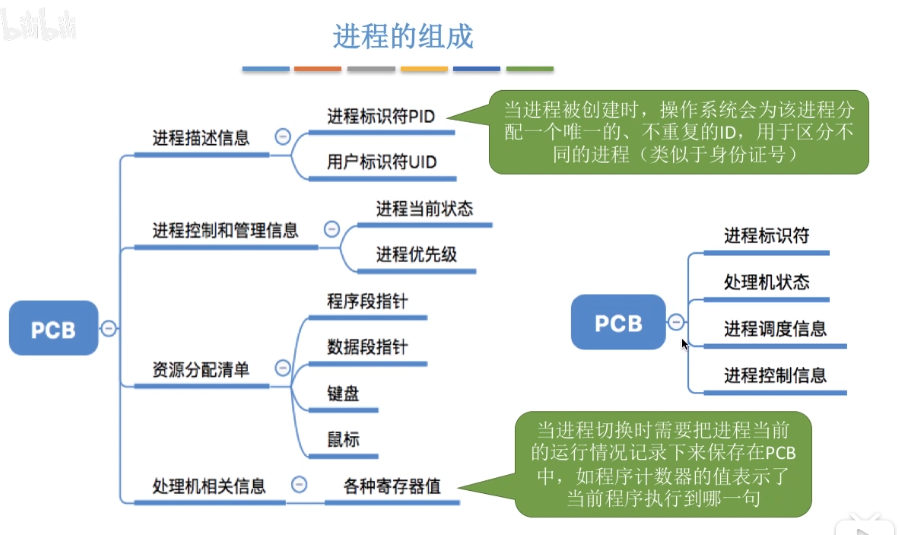 bilibili
进程的组成
进程标识符PID
进程描述信息
用户标识符UID
当进程被创建时，操作系统会为该进程分
配一个唯一的、不重复的ID，用于区分不
同的进程（类似于身份证号）
进程当前状态
进程控制和管理信息
进程优先级
PCB
程序段指针
数据段指针
资源分配清单
键盘
鼠标
处理机相关信息
各种寄存器值
PCB
进程标识符
处理机状态
进程调度信息
进程控制信息
当进程切换时需要把进程当前
的运行情况记录下来保存在PCB
中，如程序计数器的值表示了
当前程序执行到哪一句